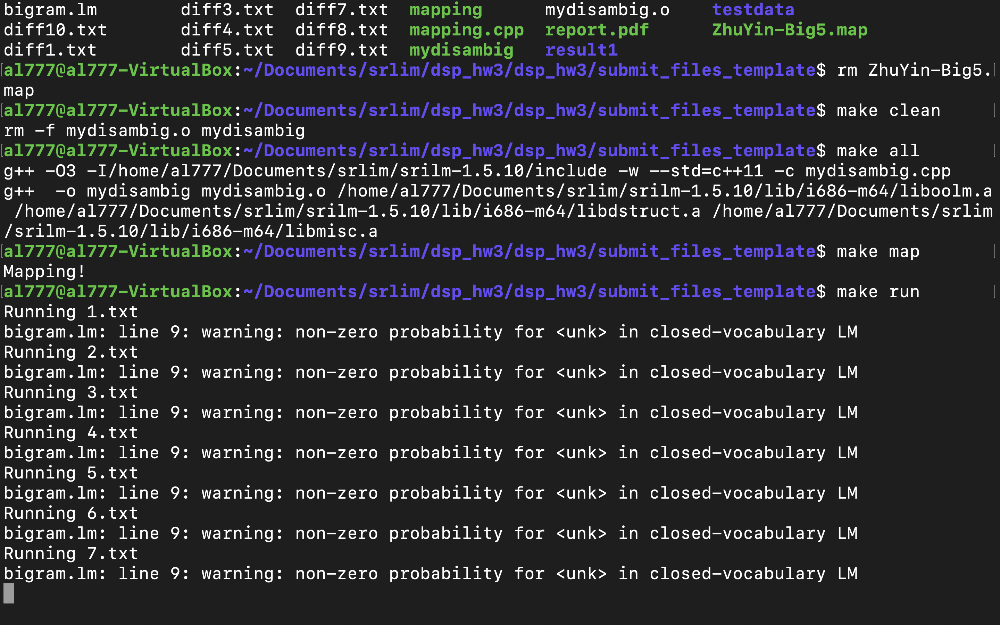 bigram.lm        diff3.txt  diff7.txt  mapping      mydisambig.o    testdata
diff10.txt       diff4.txt  diff8.txt  mapping.cpp  report.pdf      ZhuYin-Big5.map
diff1.txt        diff5.txt  diff9.txt  mydisambig   result1
al777@al777-VirtualBox:~/Documents/srlim/dsp_hw3/dsp_hw3/submit_files_template$ rm ZhuYin-Big5.
map
al777@al777-VirtualBox:~/Documents/srlim/dsp_hw3/dsp_hw3/submit_files_template$ make clean
rm -f mydisambig.o mydisambig
al777@al777-VirtualBox:~/Documents/srlim/dsp_hw3/dsp_hw3/submit_files_template$ make all
g++ -O3 -I/home/al777/Documents/srlim/srilm-1.5.10/include -w --std=c++11 -c mydisambig.cpp
g++  -o mydisambig mydisambig.o /home/al777/Documents/srlim/srilm-1.5.10/lib/i686-m64/liboolm.a
 /home/al777/Documents/srlim/srilm-1.5.10/lib/i686-m64/libdstruct.a /home/al777/Documents/srlim
/srilm-1.5.10/lib/i686-m64/libmisc.a
al777@al777-VirtualBox:~/Documents/srlim/dsp_hw3/dsp_hw3/submit_files_template$ make map
Mapping!
al777@al777-VirtualBox:~/Documents/srlim/dsp_hw3/dsp_hw3/submit_files_template$ make run
Running 1.txt
bigram.lm: line 9: warning: non-zero probability for <unk> in closed-vocabulary LM
Running 2.txt
bigram.lm: line 9: warning: non-zero probability for <unk> in closed-vocabulary LM
Running 3.txt
bigram.lm: line 9: warning: non-zero probability for <unk> in closed-vocabulary LM
Running 4.txt
bigram.lm: line 9: warning: non-zero probability for <unk> in closed-vocabulary LM
Running 5.txt
bigram.lm: line 9: warning: non-zero probability for <unk> in closed-vocabulary LM
Running 6.txt
bigram.lm: line 9: warning: non-zero probability for <unk> in closed-vocabulary LM
Running 7.txt
bigram.lm: line 9: warning: non-zero probability for <unk> in closed-vocabulary LM